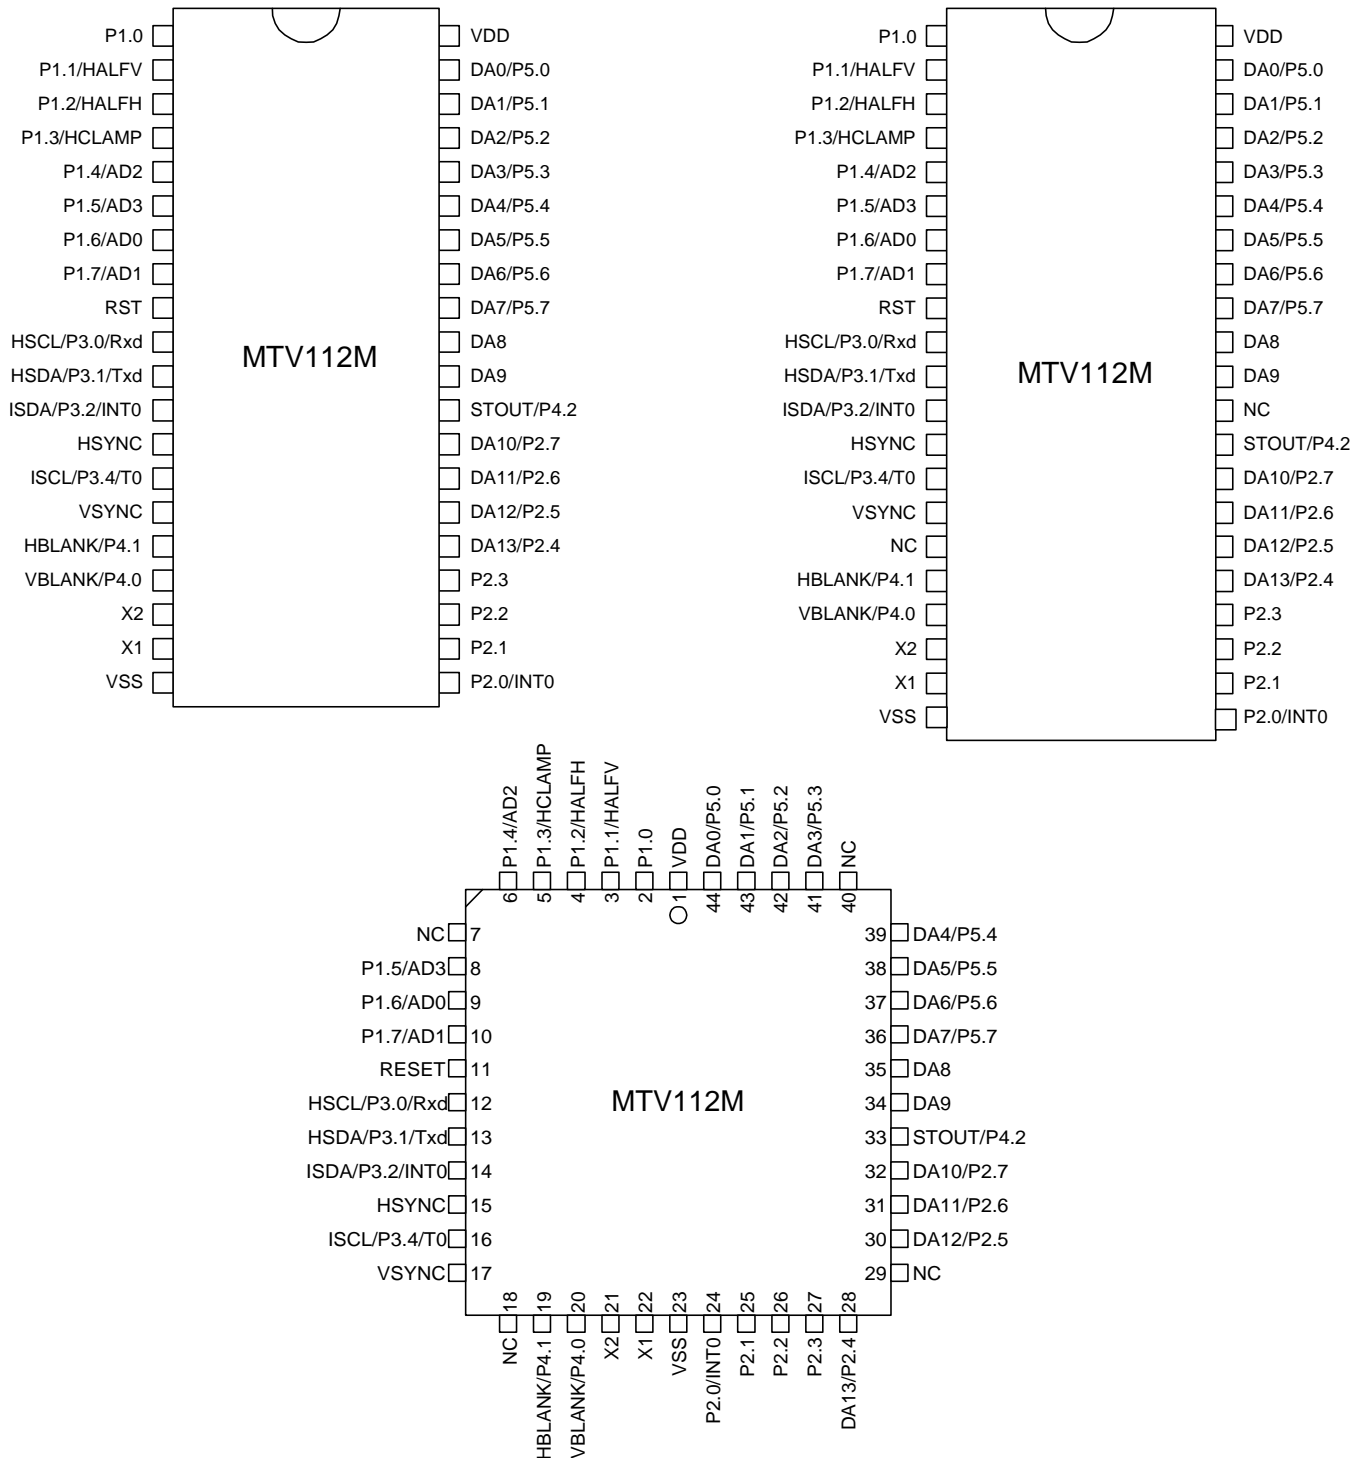 P1.0
P1.1/HALFV
P1.2/HALFH
P1.3/HCLAMP
P1.4/AD2
P1.5/AD3
P1.6/AD0
P1.7/AD1
RST
HSCL/P3.0/Rxd
HSDA/P3.1/Txd
ISDA/P3.2/INT0
HSYNC
ISCL/P3.4/T0
VSYNC
HBLANK/P4.1
VBLANK/P4.0
X2
X1
VSS
MTV112M
VDD
DA0/P5.0
DA1/P5.1
DA2/P5.2
DA3/P5.3
DA4/P5.4
DA5/P5.5
DA6/P5.6
DA7/P5.7
DA8
DA9
STOUT/P4.2
DA10/P2.7
DA11/P2.6
DA12/P2.5
DA13/P2.4
P2.3
P2.2
P2.1
P2.0/INT0
P1.0
P1.1/HALFV
P1.2/HALFH
P1.3/HCLAMP
P1.4/AD2
P1.5/AD3
P1.6/AD0
P1.7/AD1
RST
HSCL/P3.0/Rxd
HSDA/P3.1/Txd
ISDA/P3.2/INT0
HSYNC
ISCL/P3.4/T0
VSYNC
NC
HBLANK/P4.1
VBLANK/P4.0
X2
X1
VSS
MTV112M
VDD
DA0/P5.0
DA1/P5.1
DA2/P5.2
DA3/P5.3
DA4/P5.4
DA5/P5.5
DA6/P5.6
DA7/P5.7
DA8
DA9
NC
STOUT/P4.2
DA10/P2.7
DA11/P2.6
DA12/P2.5
DA13/P2.4
P2.3
P2.2
P2.1
P2.0/INT0
6 P1.4/AD2
5 P1.3/HCLAMP
4 P1.2/HALFH
3 P1.1/HALFV
2 P1.0
1 VDD
44 DA0/P5.0
43 DA1/P5.1
42 DA2/P5.2
41 DA3/P5.3
40 NC
NC 7
P1.5/AD3 8
P1.6/AD0 9
P1.7/AD1 10
RESET 11
HSCL/P3.0/Rxd 12
HSDA/P3.1/Txd 13
ISDA/P3.2/INT0 14
HSYNC 15
ISCL/P3.4/T0 16
VSYNC 17
MTV112M
39 DA4/P5.4
38 DA5/P5.5
37 DA6/P5.6
36 DA7/P5.7
35 DA8
34 DA9
33 STOUT/P4.2
32 DA10/P2.7
31 DA11/P2.6
30 DA12/P2.5
29 NC
NC 18
HBLANK/P4.1 19
VBLANK/P4.0 20
X2 21
X1 22
VSS 23
P2.0/INT0 24
P2.1 25
P2.2 26
P2.3 27
DA13/P2.4 28